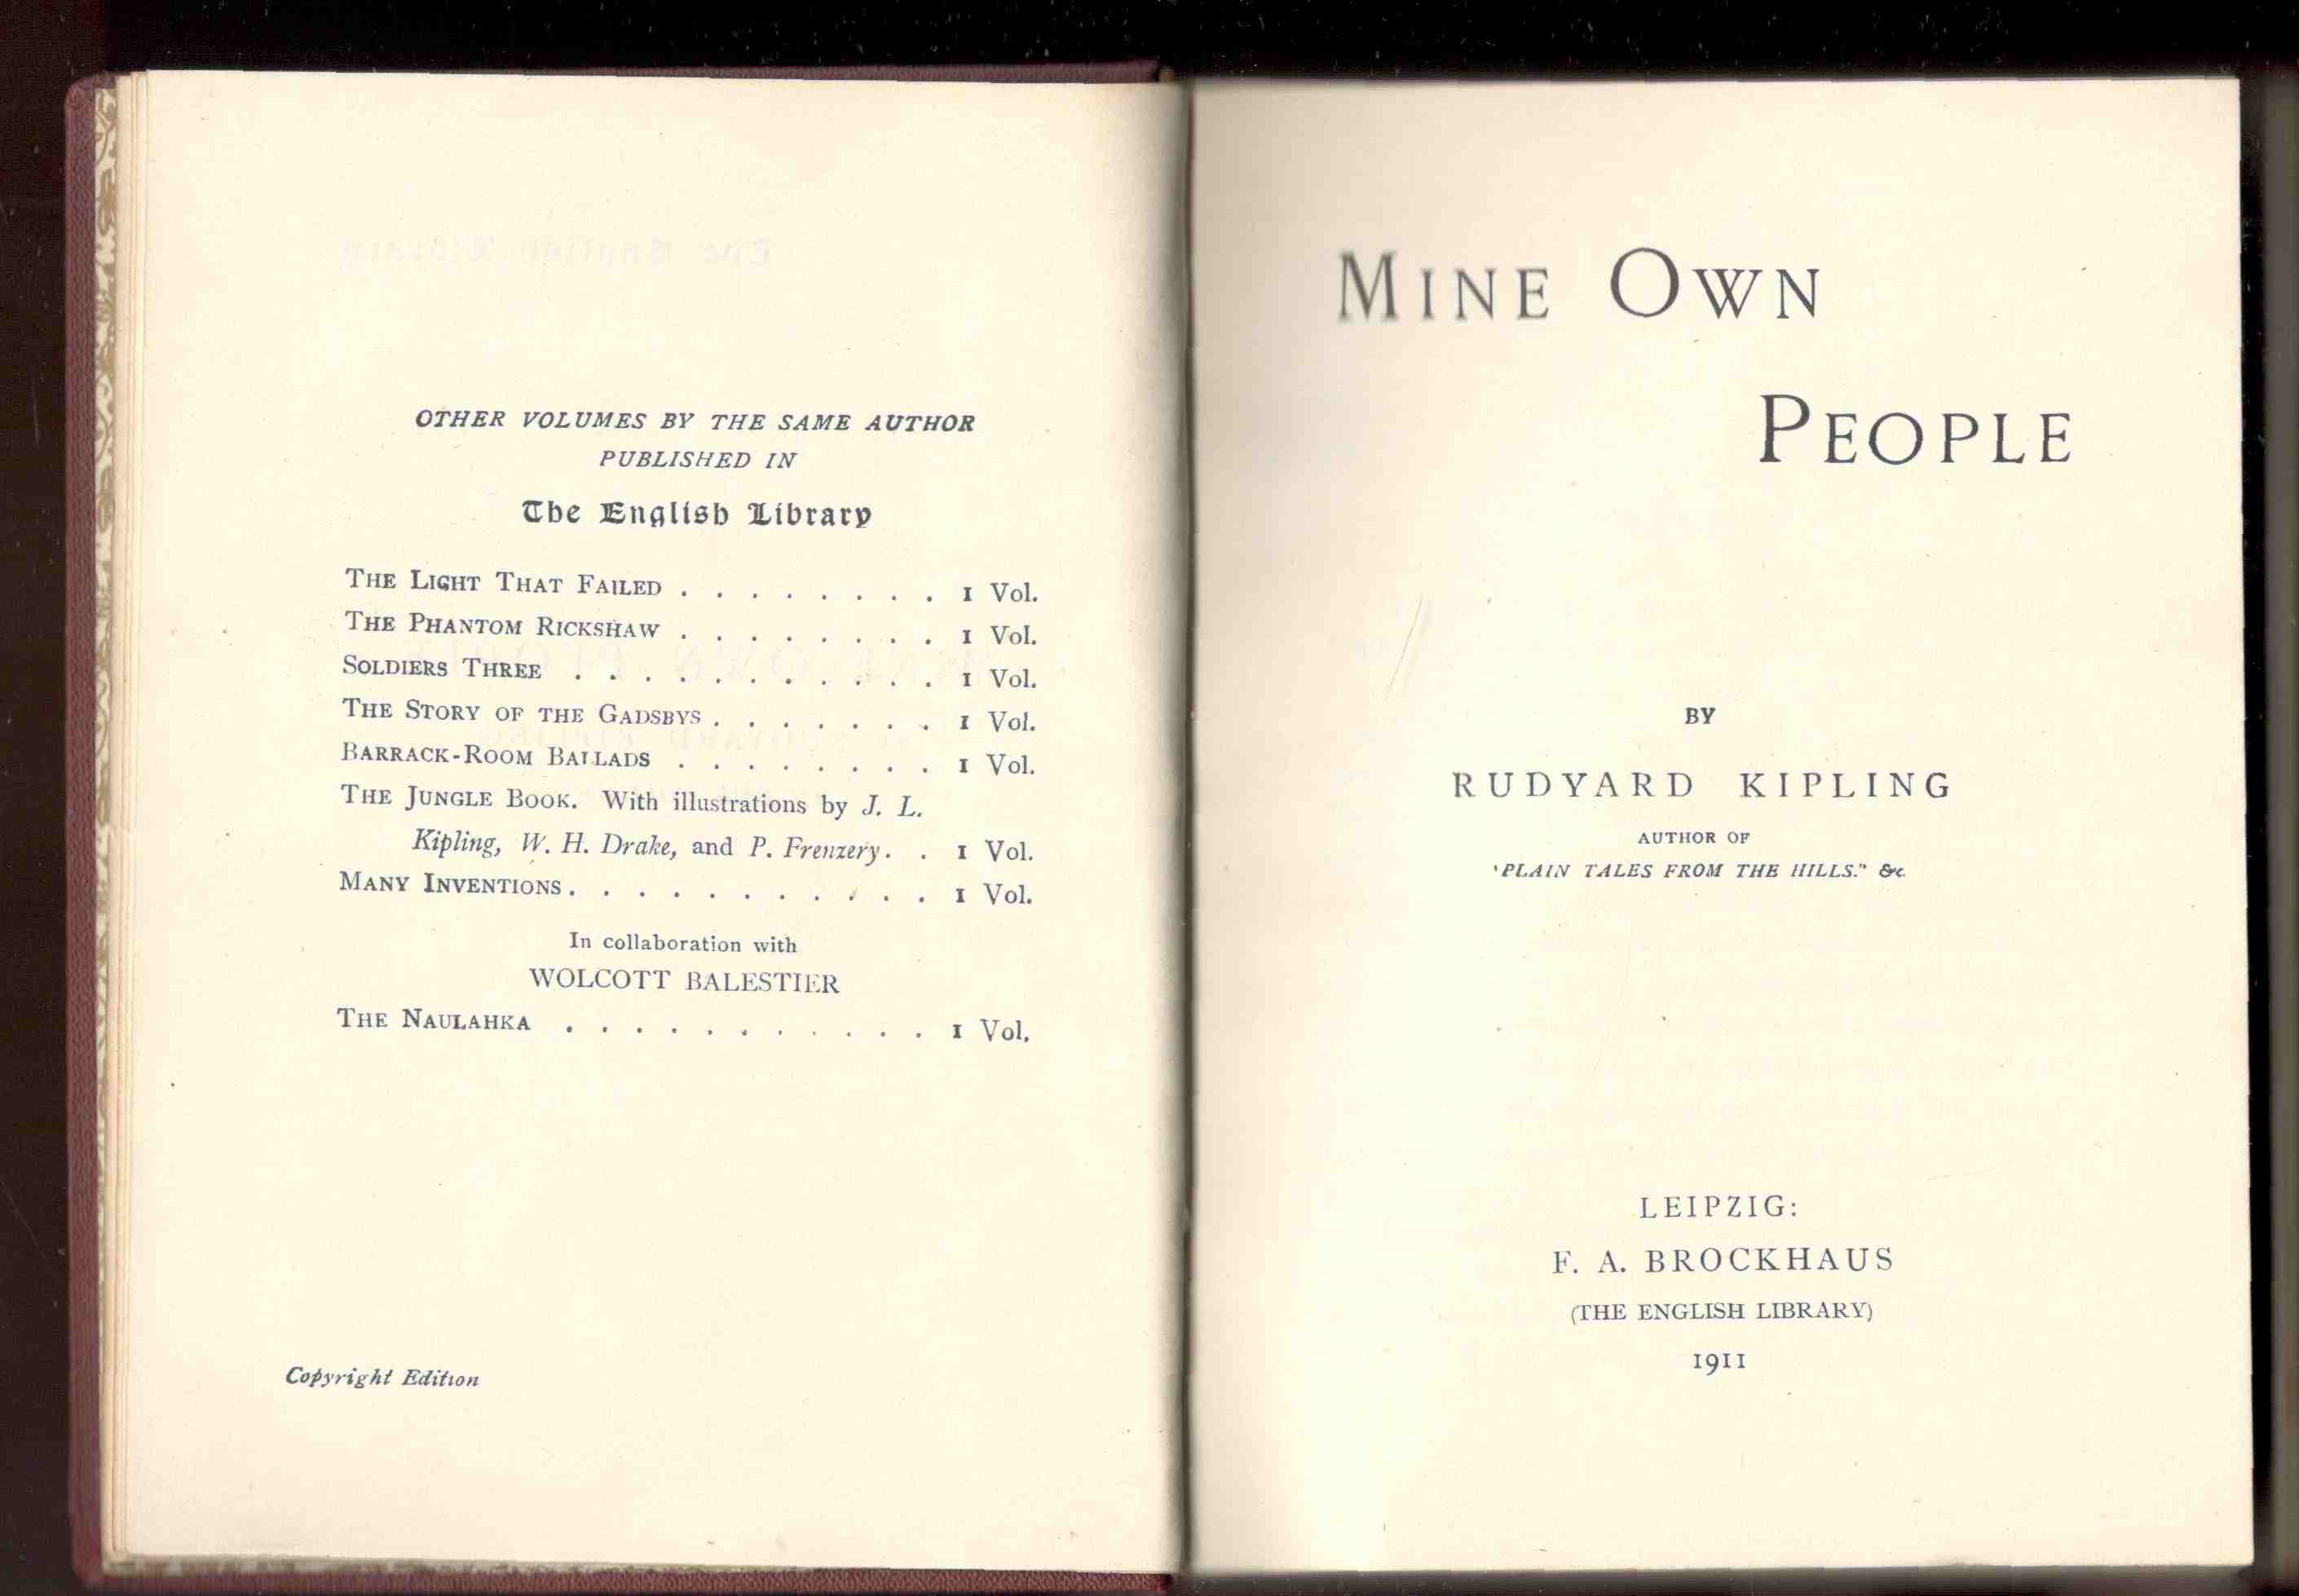 OTHER VOLUMES BY THE SAME AUTHOR
PUBLISHED IN
The English Library
THE LIGHT THAT FAILED . . . . . . . . 1 Vol.
THE PHANTOM RICKSHAW . . . . . . . . 1 Vol.
SOLDIERS THREE . . . . . . . . . . . 1 Vol.
THE STORY OF THE GADSBYS . . . . . . . 1 Vol.
BARRACK-ROOM BALLADS . . . . . . . . 1 Vol.
THE JUNGLE BOOK. With illustrations by J. L.
Kipling, W. H. Drake, and P. Frenzery. . 1 Vol.
MANY INVENTIONS. . . . . . . . . . . 1 Vol.
In collaboration with
WOLCOTT BALESTIER
THE NAULAHKA . . . . . . . . . . . 1 Vol.
Copyright Edition
MINE OWN
PEOPLE
BY
RUDYARD KIPLING
AUTHOR OF
'PLAIN TALES FROM THE HILLS." &c.
LEIPZIG:
F. A. BROCKHAUS
(THE ENGLISH LIBRARY)
1911